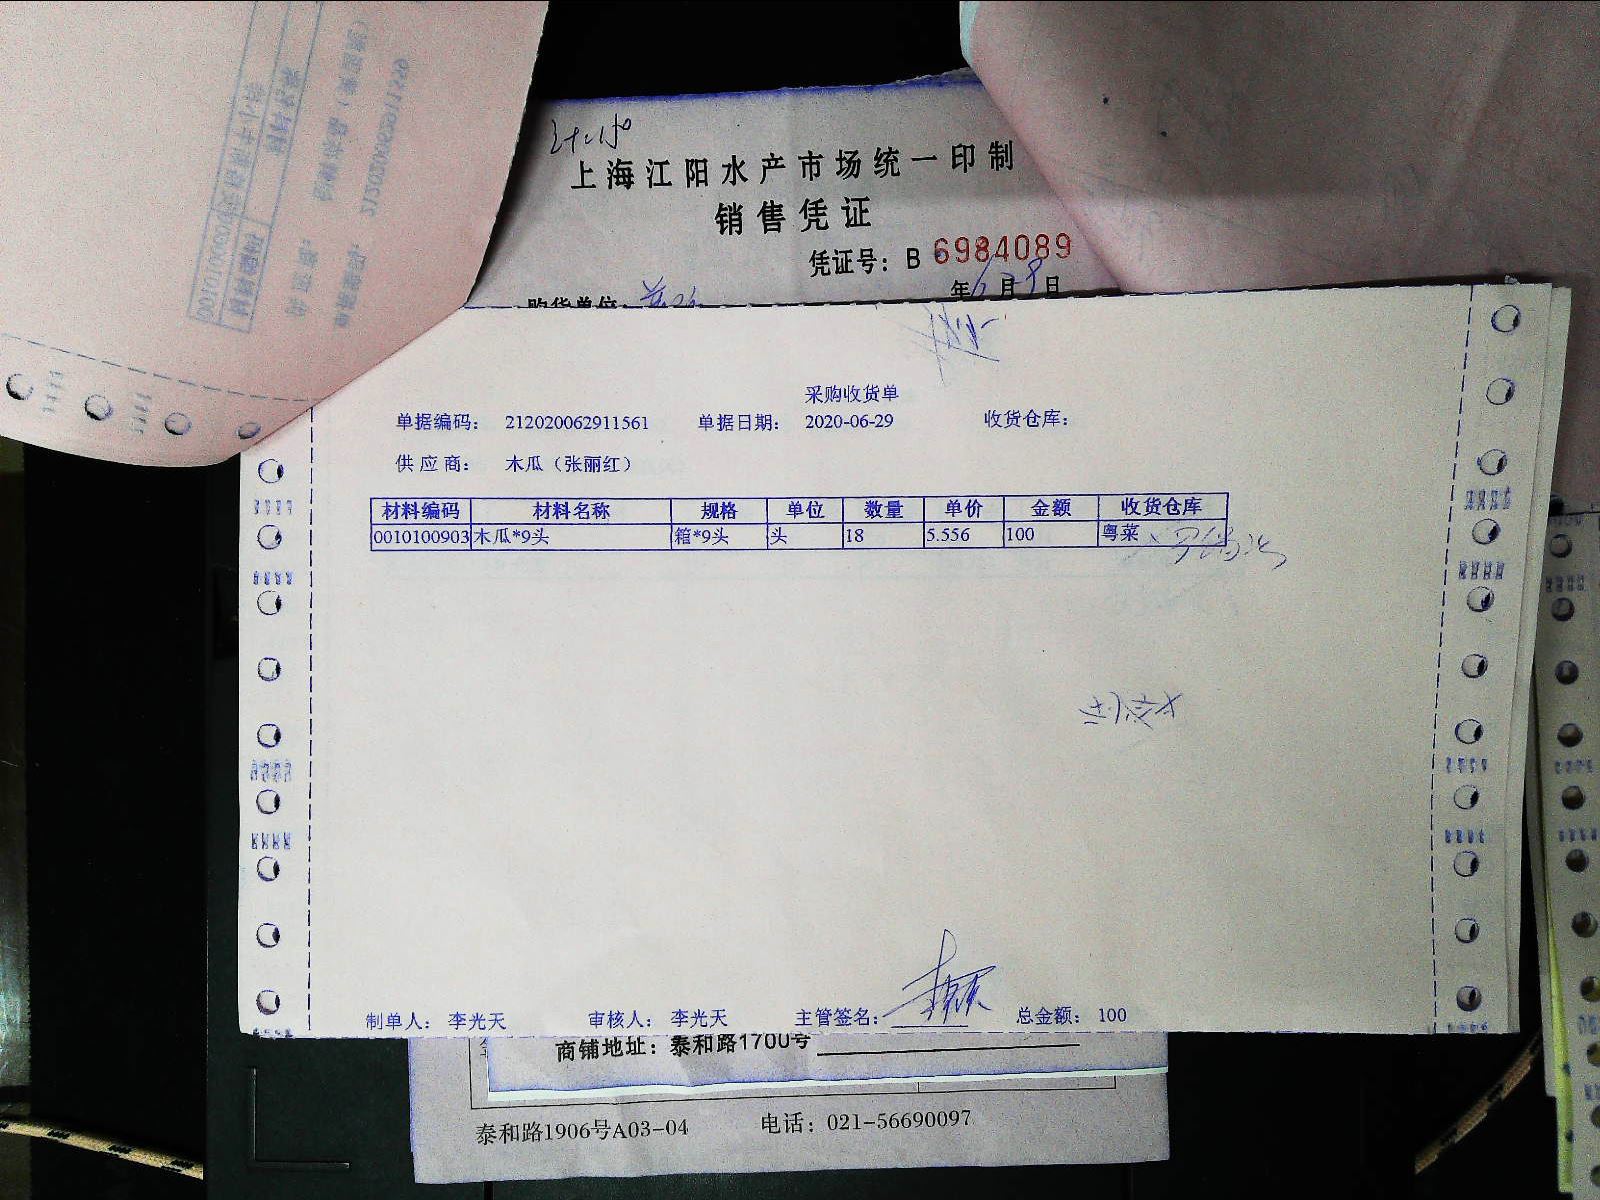 上海江阳水产市场统一印制
销售凭证
凭证号：B 6984089
购货单位：
年6月29日
采购收货单
单据编码： 212020062911561 单据日期： 2020-06-29 收货仓库：
供应商： 木瓜（张丽红）
材料编码 材料名称 规格 单位 数量 单价 金额 收货仓库
0010100903 木瓜*9头 箱*9头 头 18 5.556 100 粤菜
制单人： 李光天 审核人： 李光天 主管签名： 总金额： 100
商铺地址：泰和路1700号
泰和路1906号A03-04 电话：021-56690097